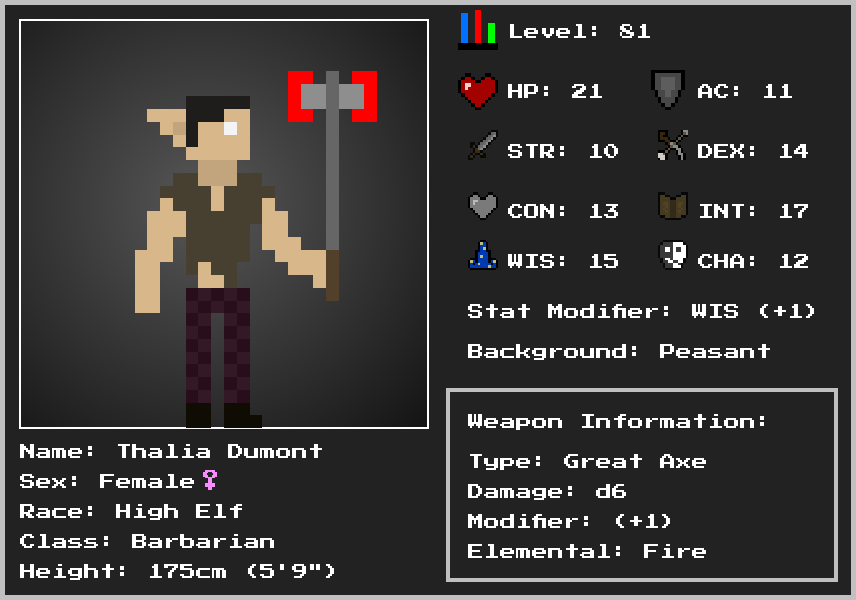 Level: 81
HP: 21 AC: 11
STR: 10 DEX: 14
CON: 13 INT: 17
WIS: 15 CHA: 12
Stat Modifier: WIS (+1)
Background: Peasant
Weapon Information:
Type: Great Axe
Damage: d6
Modifier: (+1)
Elemental: Fire
Name: Thalia Dumont
Sex: Female♀
Race: High Elf
Class: Barbarian
Height: 175cm (5'9")